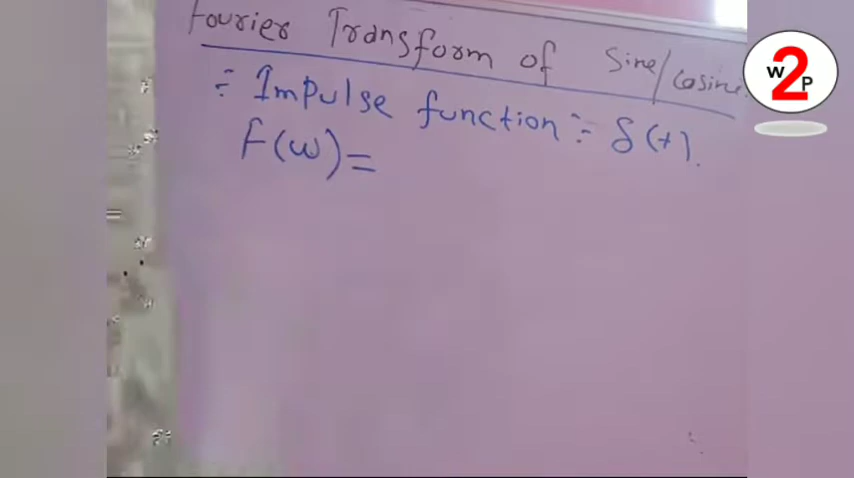 Fourier Transform of Sine/Cosine
÷ Impulse function ÷ δ(t).
F(ω)=
W2P